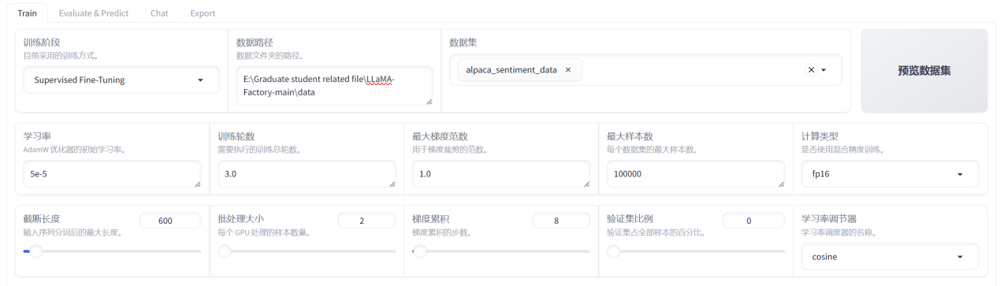 Train Evaluate & Predict Chat Export
训练阶段
目前采用的训练方式。
Supervised Fine-Tuning
数据路径
数据文件夹的路径。
E:\Graduate student related file\LLaMA-
Factory-main\data
数据集
alpaca_sentiment_data ×
预览数据集
学习率
AdamW 优化器的初始学习率。
5e-5
训练轮数
需要执行的训练总轮数。
3.0
最大梯度范数
用于梯度裁剪的范数。
1.0
最大样本数
每个数据集的最大样本数。
100000
计算类型
是否使用混合精度训练。
fp16
截断长度 600
输入序列分词后的最大长度。
批处理大小 2
每个 GPU 处理的样本数量。
梯度累积 8
梯度累积的步数。
验证集比例 0
验证集占全部样本的百分比。
学习率调节器
学习率调度器的名称。
cosine